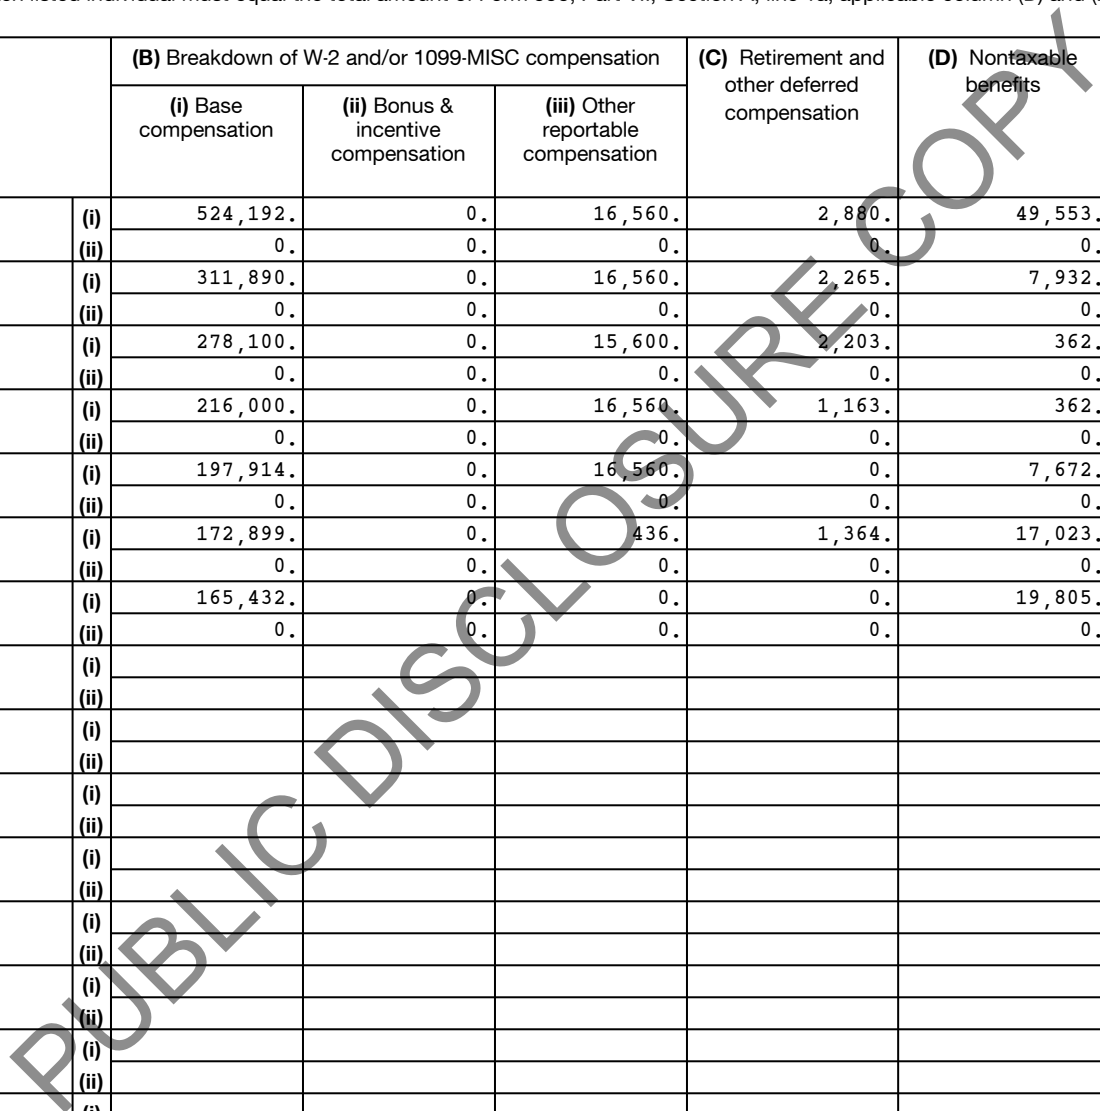 (B) Breakdown of W-2 and/or 1099-MISC compensation (C) Retirement and other deferred compensation (D) Nontaxable benefits
(i) Base compensation (ii) Bonus & incentive compensation (iii) Other reportable compensation
(i) 524,192. 0. 16,560. 2,880. 49,553.
(ii) 0. 0. 0. 0. 0.
(i) 311,890. 0. 16,560. 2,265. 7,932.
(ii) 0. 0. 0. 0. 0.
(i) 278,100. 0. 15,600. 2,203. 362.
(ii) 0. 0. 0. 0. 0.
(i) 216,000. 0. 16,560. 1,163. 362.
(ii) 0. 0. 0. 0. 0.
(i) 197,914. 0. 16,560. 0. 7,672.
(ii) 0. 0. 0. 0. 0.
(i) 172,899. 0. 436. 1,364. 17,023.
(ii) 0. 0. 0. 0. 0.
(i) 165,432. 0. 0. 0. 19,805.
(ii) 0. 0. 0. 0. 0.
(i)
(ii)
(i)
(ii)
(i)
(ii)
(i)
(ii)
(i)
(ii)
(i)
(ii)
(i)
(ii)
PUBLIC DISCLOSURE COPY